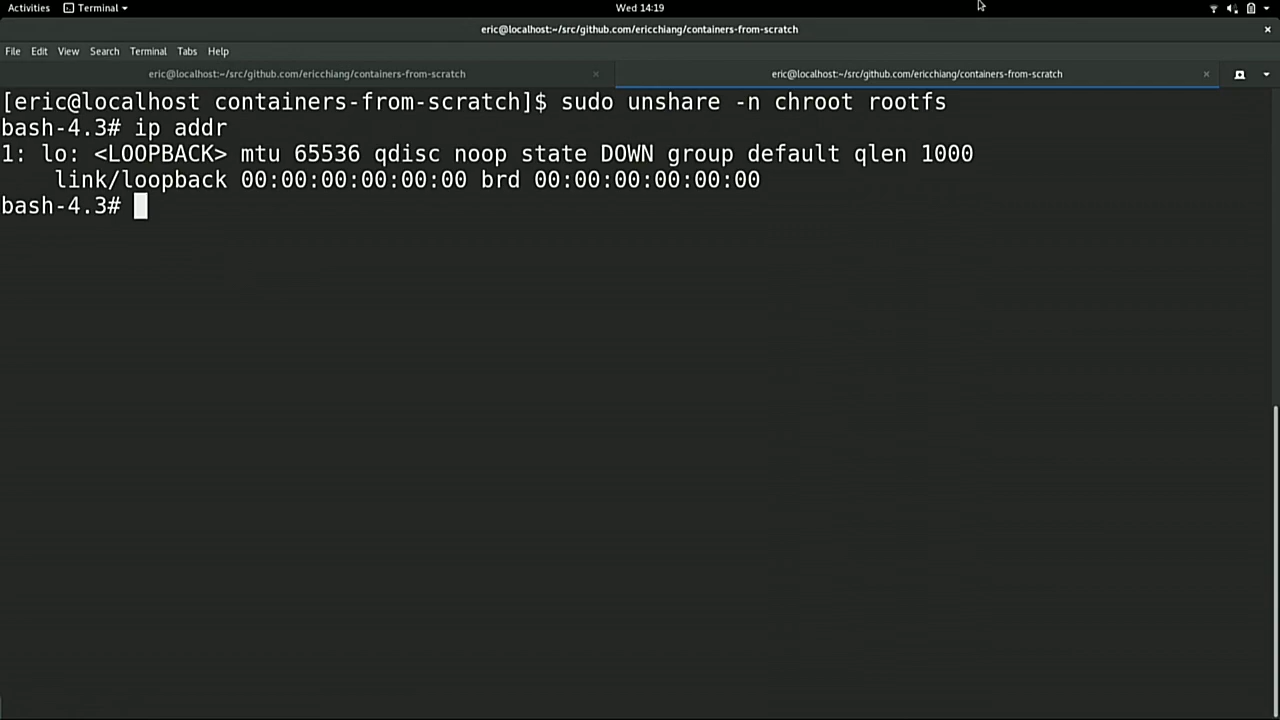 Activities Terminal Wed 14:19
eric@localhost:~/src/github.com/ericchiang/containers-from-scratch
File Edit View Search Terminal Tabs Help
eric@localhost:~/src/github.com/ericchiang/containers-from-scratch × eric@localhost:~/src/github.com/ericchiang/containers-from-scratch ×
[eric@localhost containers-from-scratch]$ sudo unshare -n chroot rootfs
bash-4.3# ip addr
1: lo: <LOOPBACK> mtu 65536 qdisc noop state DOWN group default qlen 1000
    link/loopback 00:00:00:00:00:00 brd 00:00:00:00:00:00
bash-4.3#